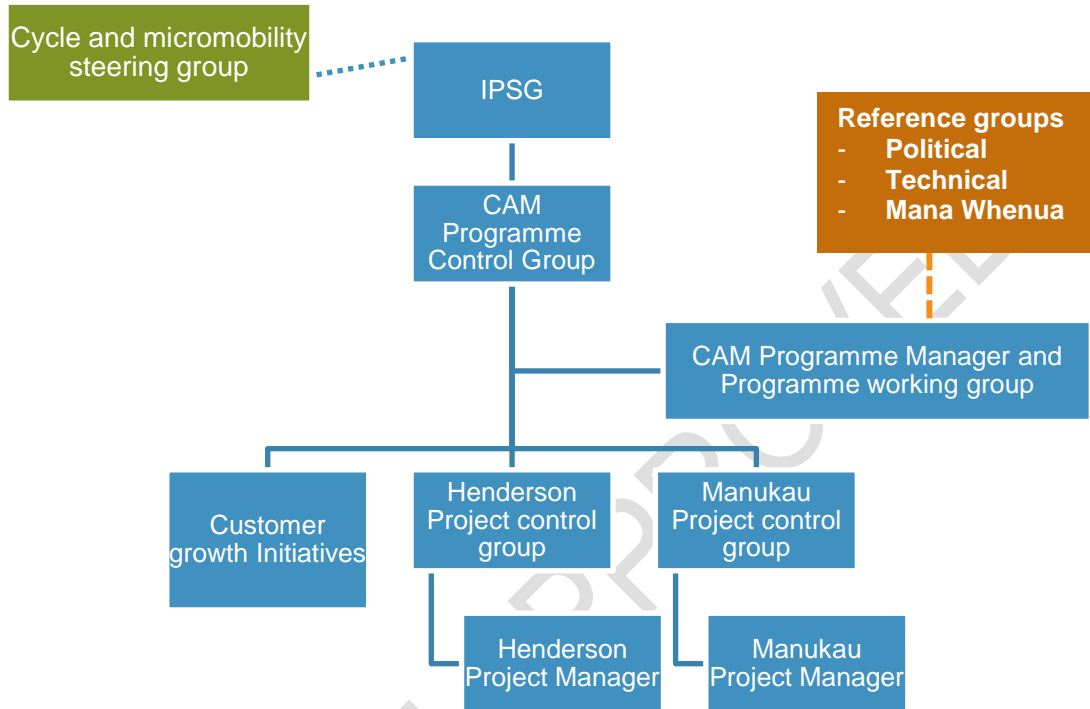 Cycle and micromobility
steering group
IPSG
Reference groups
- Political
- Technical
- Mana Whenua
CAM
Programme
Control Group
CAM Programme Manager and
Programme working group
Customer
growth Initiatives
Henderson
Project control
group
Manukau
Project control
group
Henderson
Project Manager
Manukau
Project Manager